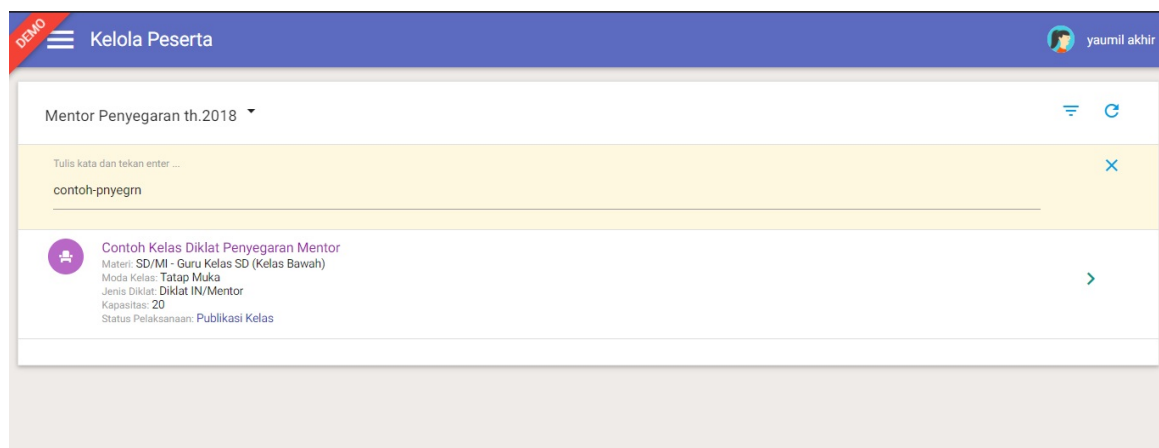 DEMO
Kelola Peserta
yaumil akhir
Mentor Penyegaran th.2018
Tulis kata dan tekan enter ...
contoh-pnyegrn
Contoh Kelas Diklat Penyegaran Mentor
Materi: SD/MI - Guru Kelas SD (Kelas Bawah)
Moda Kelas: Tatap Muka
Jenis Diklat: Diklat IN/Mentor
Kapasitas: 20
Status Pelaksanaan: Publikasi Kelas